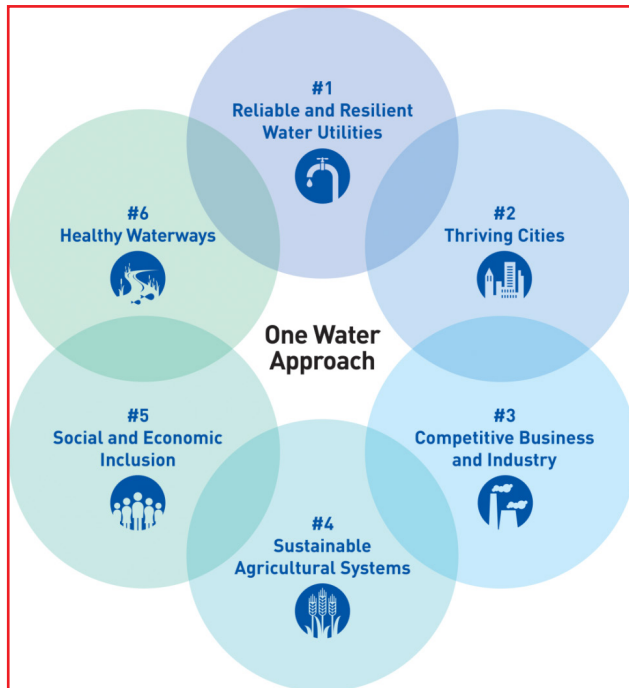 #1
Reliable and Resilient
Water Utilities
#2
Thriving Cities
#3
Competitive Business
and Industry
#4
Sustainable
Agricultural Systems
#5
Social and Economic
Inclusion
#6
Healthy Waterways
One Water
Approach